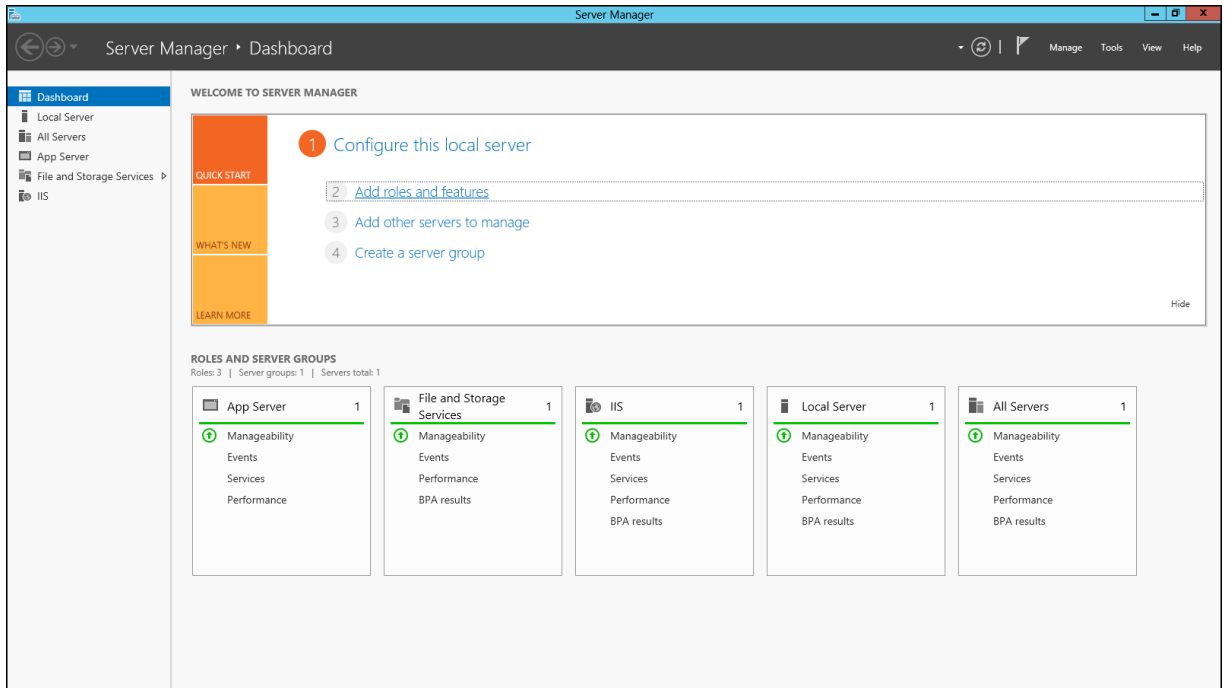 Server Manager
Server Manager • Dashboard
Manage Tools View Help
Dashboard
Local Server
All Servers
App Server
File and Storage Services
IIS
WELCOME TO SERVER MANAGER
QUICK START
WHAT'S NEW
LEARN MORE
1 Configure this local server
2 Add roles and features
3 Add other servers to manage
4 Create a server group
Hide
ROLES AND SERVER GROUPS
Roles: 3 | Server groups: 1 | Servers total: 1
App Server 1
Manageability
Events
Services
Performance
File and Storage
Services 1
Manageability
Events
Performance
BPA results
IIS 1
Manageability
Events
Services
Performance
BPA results
Local Server 1
Manageability
Events
Services
Performance
BPA results
All Servers 1
Manageability
Events
Services
Performance
BPA results